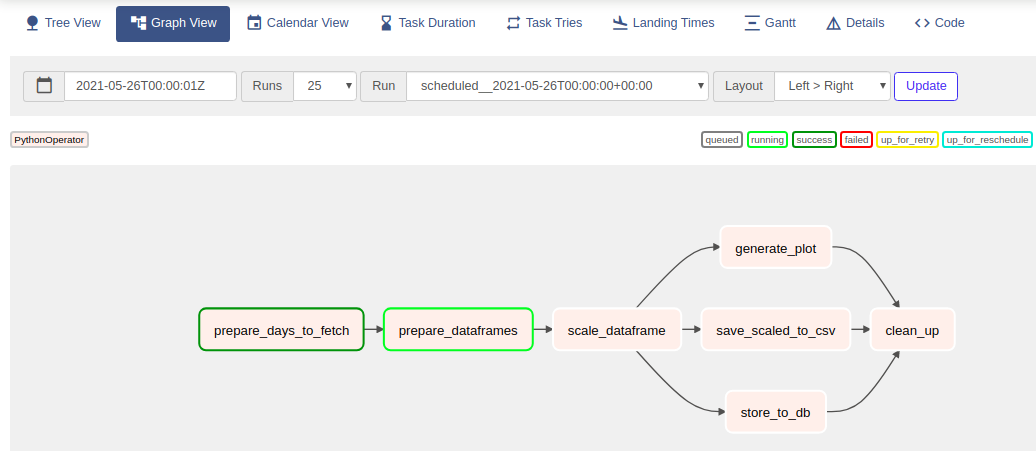 Tree View Graph View Calendar View Task Duration Task Tries Landing Times Gantt Details Code
2021-05-26T00:00:01Z Runs 25 Run scheduled__2021-05-26T00:00:00+00:00 Layout Left > Right Update
PythonOperator queued running success failed up_for_retry up_for_reschedule
generate_plot
prepare_days_to_fetch prepare_dataframes scale_dataframe save_scaled_to_csv clean_up
store_to_db